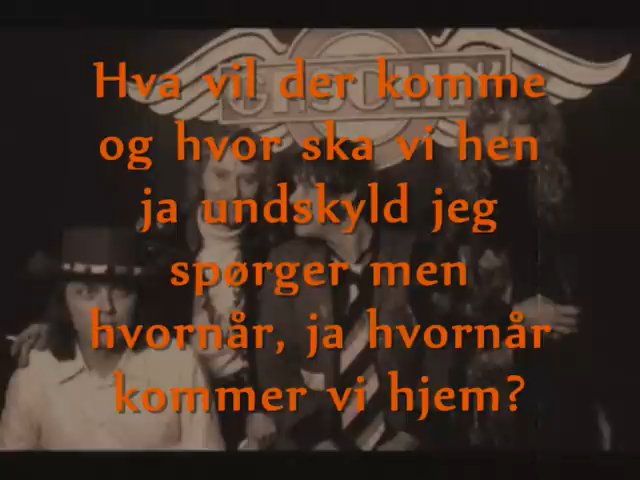 GASOLIN'
Hva vil der komme
og hvor ska vi hen
ja undskyld jeg
spørger men
hvornår, ja hvornår
kommer vi hjem?